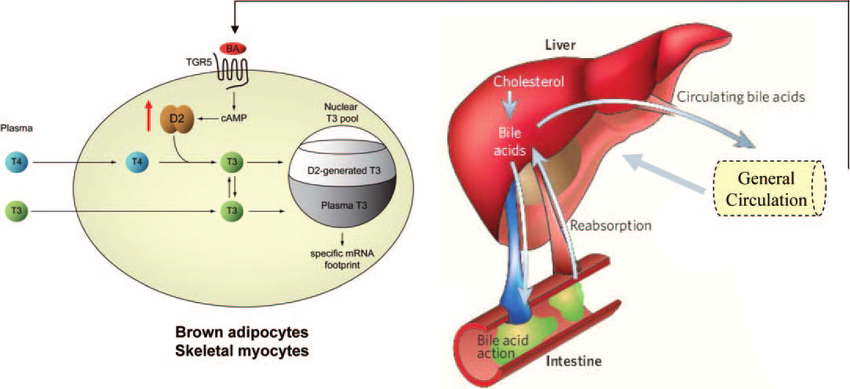 BA
TGR5
cAMP
D2
Plasma
T4
T4
T3
T3
T3
Nuclear
T3 pool
D2-generated T3
Plasma T3
specific mRNA
footprint
Brown adipocytes
Skeletal myocytes
Liver
Cholesterol
Bile
acids
Circulating bile acids
General
Circulation
Reabsorption
Bile acid
action
Intestine